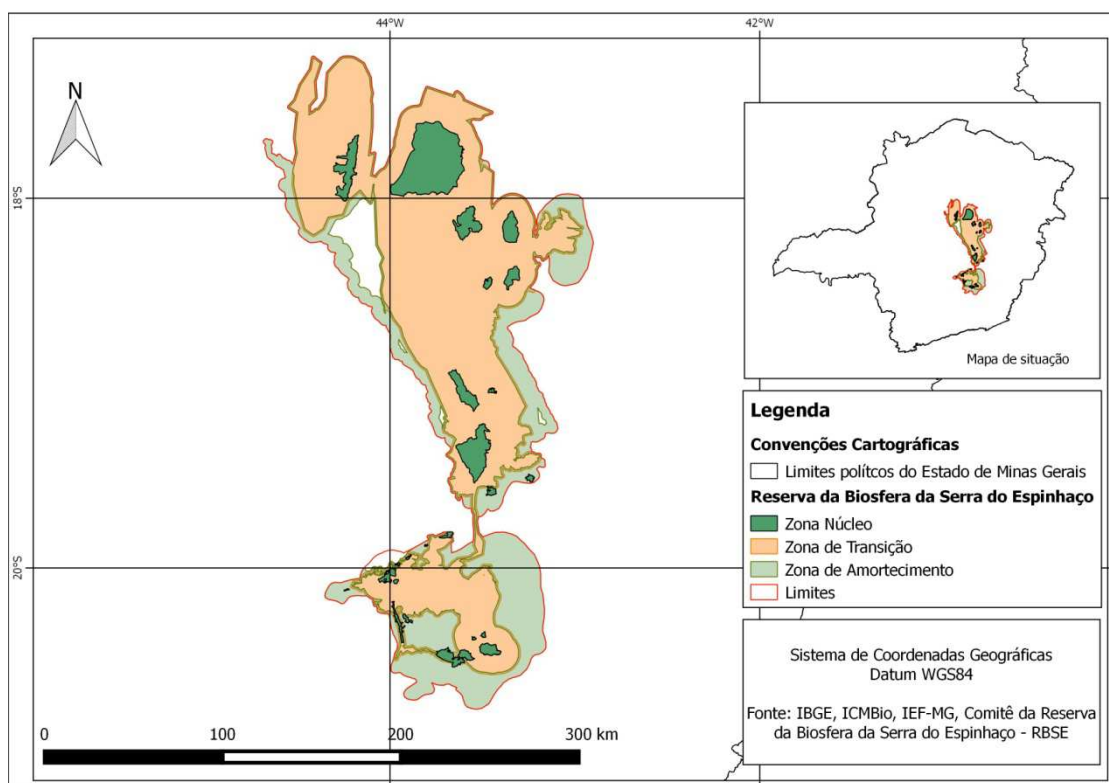 44°W
42°W
N
18°S
20°S
Mapa de situação
Legenda
Convenções Cartográficas
Limites polítcos do Estado de Minas Gerais
Reserva da Biosfera da Serra do Espinhaço
Zona Núcleo
Zona de Transição
Zona de Amortecimento
Limites
Sistema de Coordenadas Geográficas
Datum WGS84
Fonte: IBGE, ICMBio, IEF-MG, Comitê da Reserva
da Biosfera da Serra do Espinhaço - RBSE
0 100 200 300 km